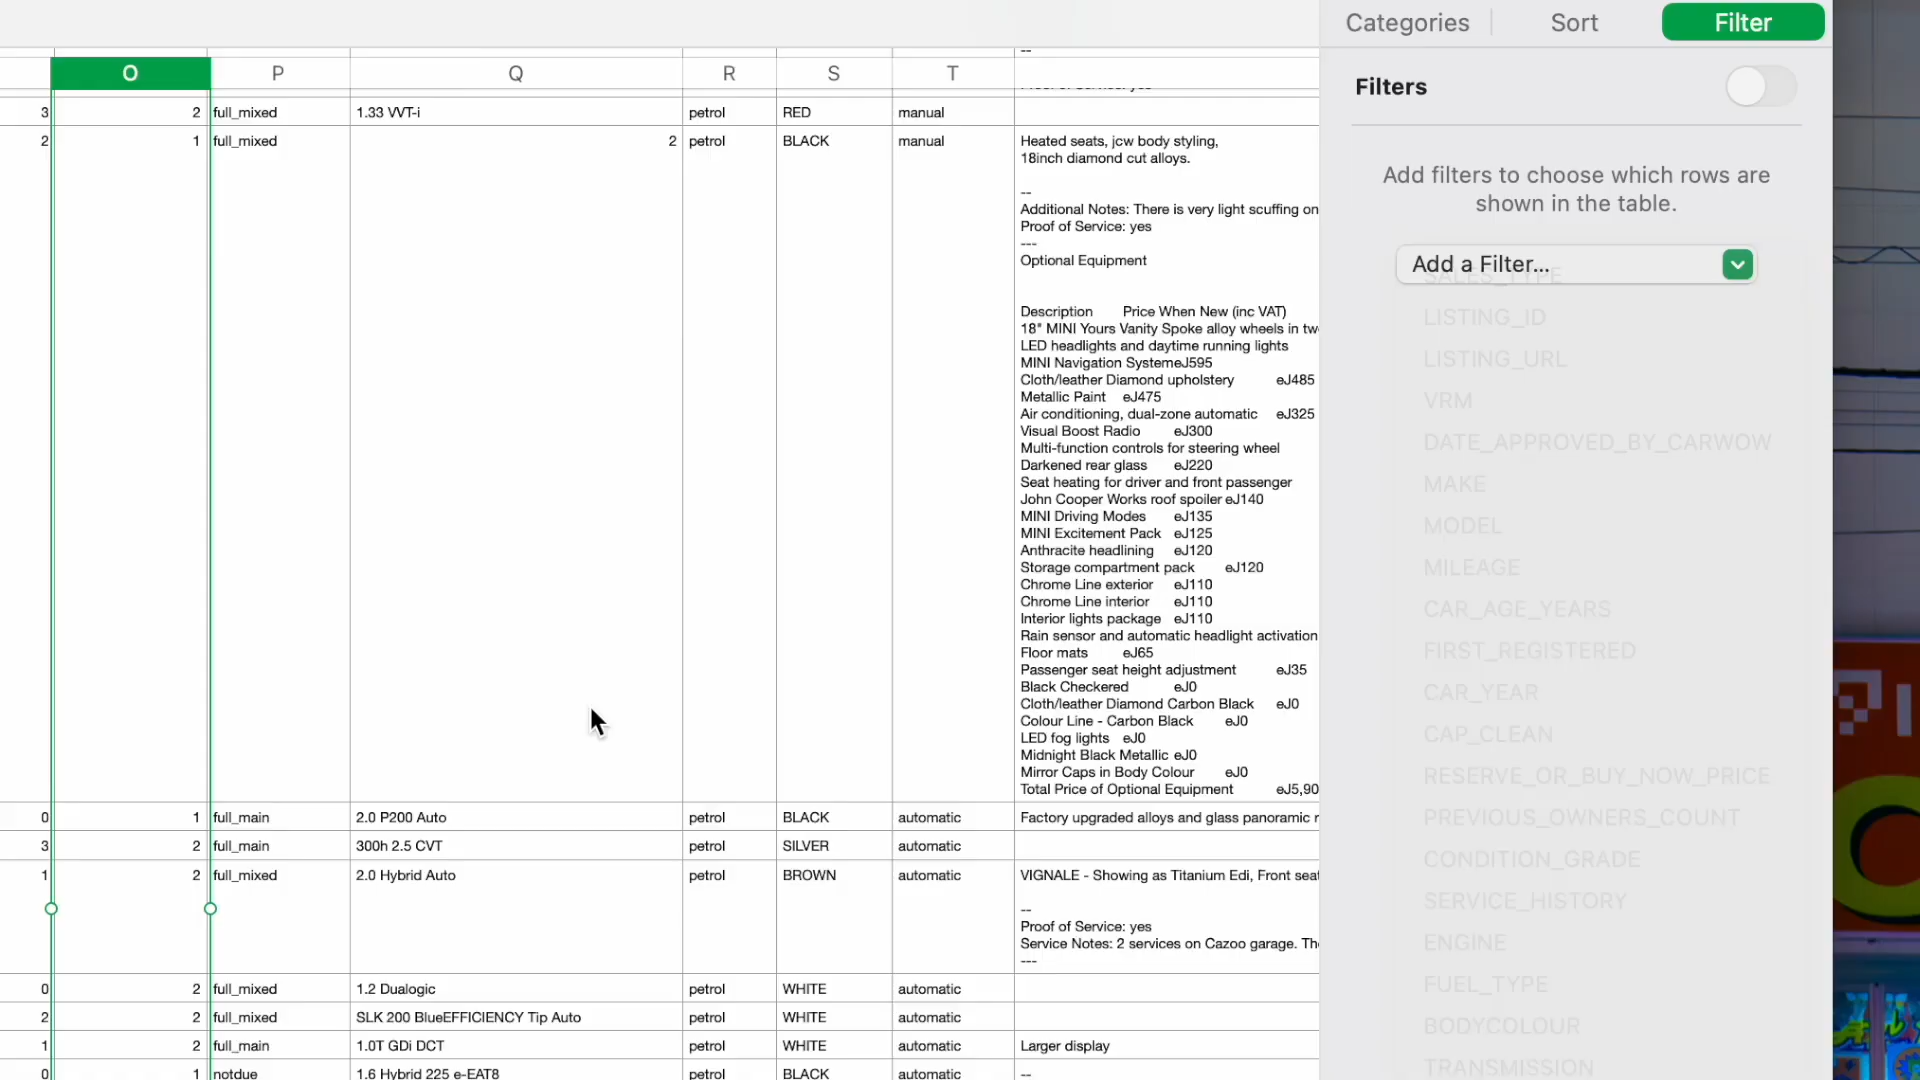 Categories
Sort
Filter
O
P
Q
R
S
T
--
3
2
full_mixed
1.33 VVT-i
petrol
RED
manual
2
1
full_mixed
2
petrol
BLACK
manual
Heated seats, jcw body styling,
18inch diamond cut alloys.
--
Additional Notes: There is very light scuffing on
Proof of Service: yes
---
Optional Equipment
Description Price When New (inc VAT)
18" MINI Yours Vanity Spoke alloy wheels in tw
LED headlights and daytime running lights
MINI Navigation SystemeJ595
Cloth/leather Diamond upholstery eJ485
Metallic Paint eJ475
Air conditioning, dual-zone automatic eJ325
Visual Boost Radio eJ300
Multi-function controls for steering wheel
Darkened rear glass eJ220
Seat heating for driver and front passenger
John Cooper Works roof spoiler eJ140
MINI Driving Modes eJ135
MINI Excitement Pack eJ125
Anthracite headlining eJ120
Storage compartment pack eJ120
Chrome Line exterior eJ110
Chrome Line interior eJ110
Interior lights package eJ110
Rain sensor and automatic headlight activation
Floor mats eJ65
Passenger seat height adjustment eJ35
Black Checkered eJ0
Cloth/leather Diamond Carbon Black eJ0
Colour Line - Carbon Black eJ0
LED fog lights eJ0
Midnight Black Metallic eJ0
Mirror Caps in Body Colour eJ0
Total Price of Optional Equipment eJ5,90
0
1
full_main
2.0 P200 Auto
petrol
BLACK
automatic
Factory upgraded alloys and glass panoramic r
3
2
full_main
300h 2.5 CVT
petrol
SILVER
automatic
1
2
full_mixed
2.0 Hybrid Auto
petrol
BROWN
automatic
VIGNALE - Showing as Titanium Edi, Front seat
--
Proof of Service: yes
Service Notes: 2 services on Cazoo garage. Th
---
0
2
full_mixed
1.2 Dualogic
petrol
WHITE
automatic
2
2
full_mixed
SLK 200 BlueEFFICIENCY Tip Auto
petrol
WHITE
automatic
1
2
full_main
1.0T GDi DCT
petrol
WHITE
automatic
Larger display
0
1
notdue
1.6 Hybrid 225 e-EAT8
petrol
BLACK
automatic
--
Filters
Add filters to choose which rows are
shown in the table.
Add a Filter...
SALES_TYPE
LISTING_ID
LISTING_URL
VRM
DATE_APPROVED_BY_CARWOW
MAKE
MODEL
MILEAGE
CAR_AGE_YEARS
FIRST_REGISTERED
CAR_YEAR
CAP_CLEAN
RESERVE_OR_BUY_NOW_PRICE
PREVIOUS_OWNERS_COUNT
CONDITION_GRADE
SERVICE_HISTORY
ENGINE
FUEL_TYPE
BODYCOLOUR
TRANSMISSION